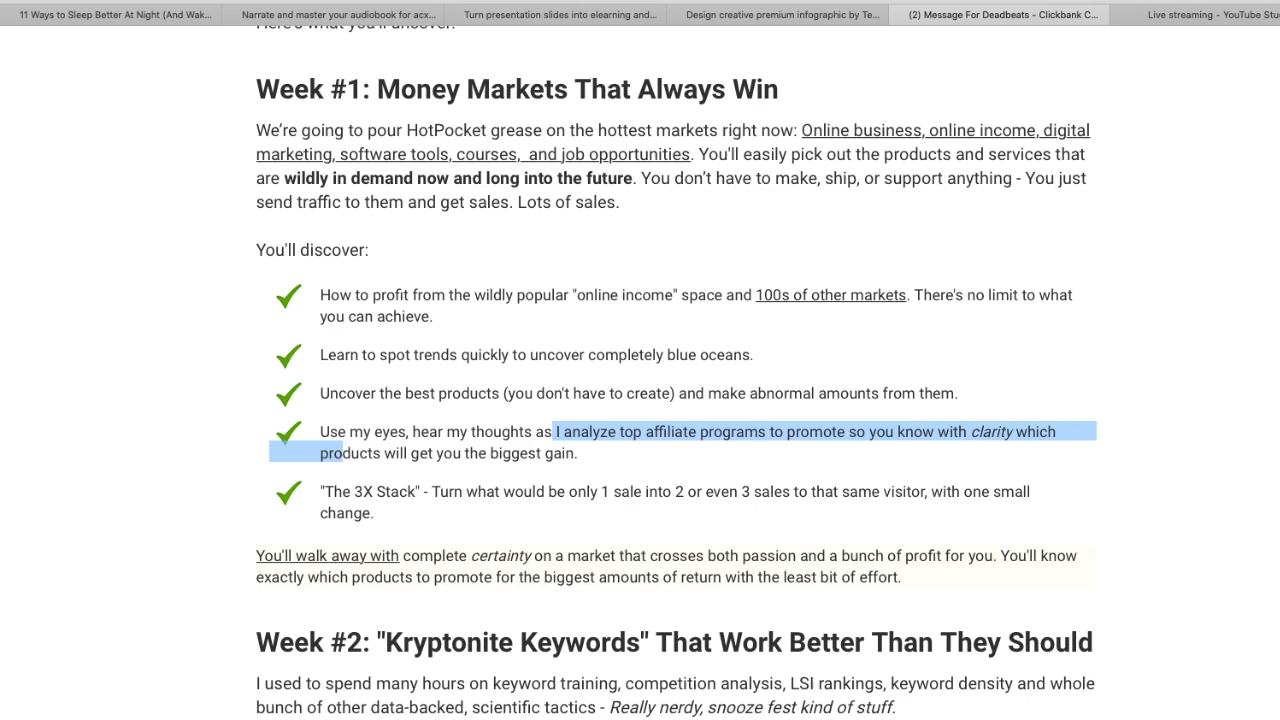 11 Ways to Sleep Better At Night (And Wak...
Narrate and master your audiobook for acx...
Turn presentation slides into elearning and...
Design creative premium infographic by Te...
(2) Message For Deadbeats - Clickbank C...
Live streaming - YouTube Stu
Here's what you'll uncover:
Week #1: Money Markets That Always Win
We’re going to pour HotPocket grease on the hottest markets right now: Online business, online income, digital
marketing, software tools, courses, and job opportunities. You'll easily pick out the products and services that
are wildly in demand now and long into the future. You don’t have to make, ship, or support anything - You just
send traffic to them and get sales. Lots of sales.
You'll discover:
How to profit from the wildly popular "online income" space and 100s of other markets. There's no limit to what
you can achieve.
Learn to spot trends quickly to uncover completely blue oceans.
Uncover the best products (you don't have to create) and make abnormal amounts from them.
Use my eyes, hear my thoughts as I analyze top affiliate programs to promote so you know with clarity which
products will get you the biggest gain.
"The 3X Stack" - Turn what would be only 1 sale into 2 or even 3 sales to that same visitor, with one small
change.
You'll walk away with complete certainty on a market that crosses both passion and a bunch of profit for you. You'll know
exactly which products to promote for the biggest amounts of return with the least bit of effort.
Week #2: "Kryptonite Keywords" That Work Better Than They Should
I used to spend many hours on keyword training, competition analysis, LSI rankings, keyword density and whole
bunch of other data-backed, scientific tactics - Really nerdy, snooze fest kind of stuff.